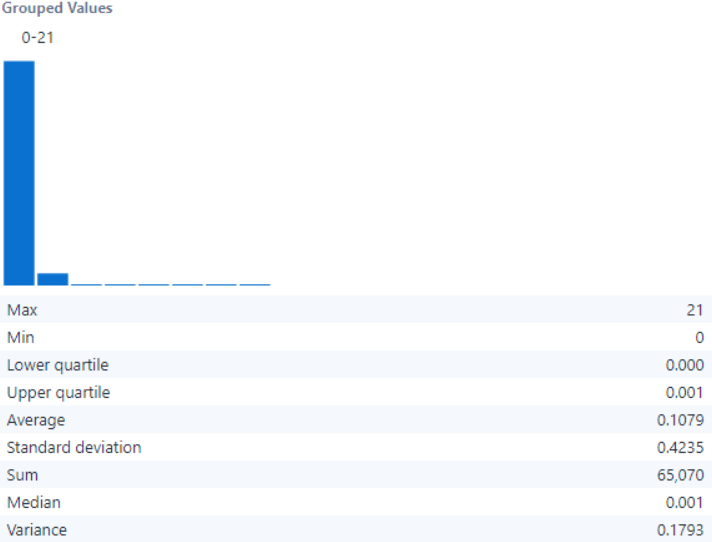 Grouped Values
0-21
Max 21
Min 0
Lower quartile 0.000
Upper quartile 0.001
Average 0.1079
Standard deviation 0.4235
Sum 65,070
Median 0.001
Variance 0.1793